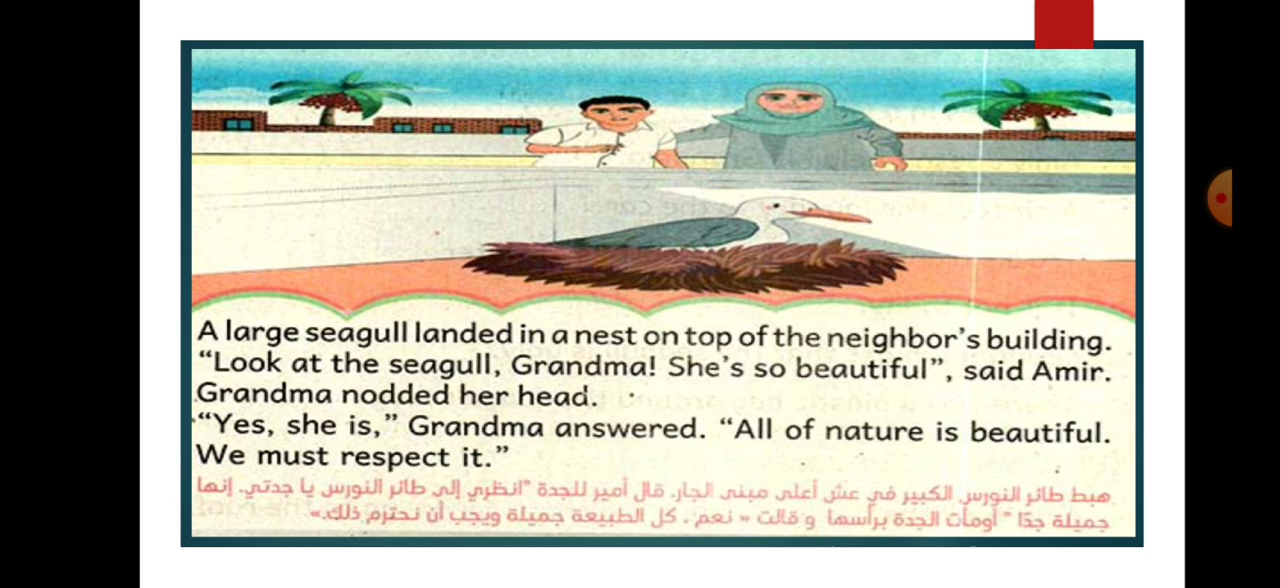 A large seagull landed in a nest on top of the neighbor's building.
“Look at the seagull, Grandma! She's so beautiful”, said Amir.
Grandma nodded her head.
“Yes, she is,” Grandma answered. “All of nature is beautiful.
We must respect it.”
هبط طائر النورس الكبير في عش أعلى مبنى الجار. قال أمير للجدة "انظري إلى طائر النورس يا جدتي. إنها
جميلة جدًا " أومأت الجدة برأسها وقالت « نعم . كل الطبيعة جميلة ويجب أن نحترم ذلك.»